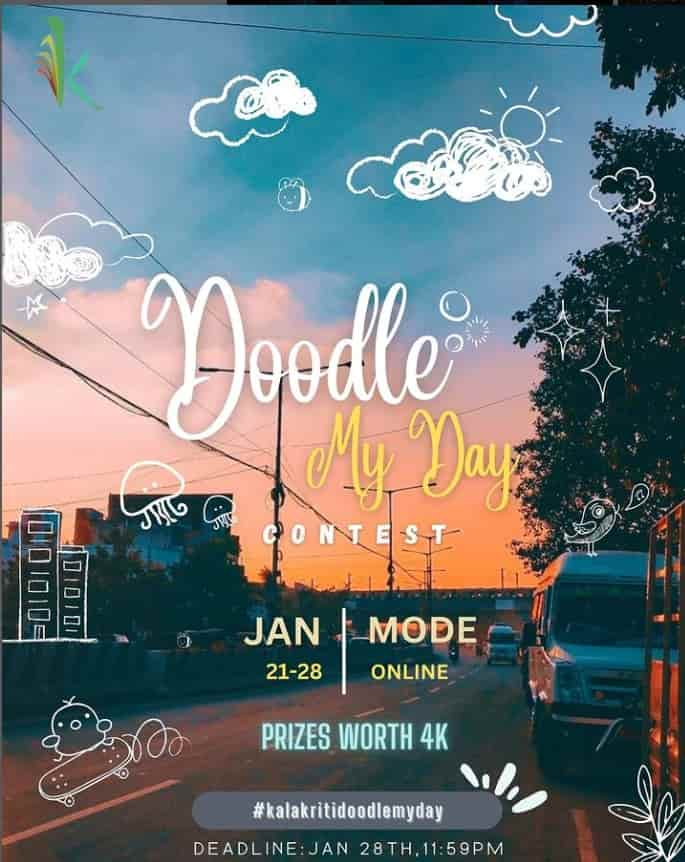 K
Doodle
My Day
CONTEST
JAN | MODE
21-28 ONLINE
PRIZES WORTH 4K
#kalakritidoodlemyday
DEADLINE:JAN 28TH,11:59PM